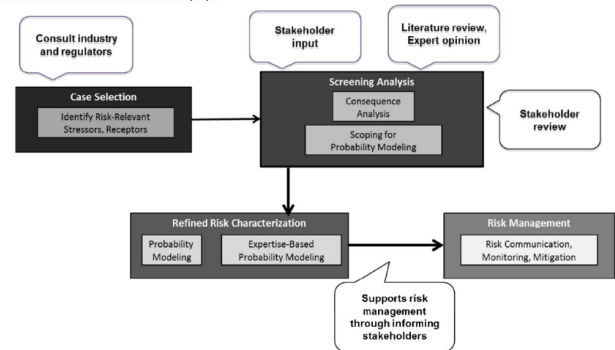 Consult industry
and regulators
Stakeholder
input
Literature review,
Expert opinion
Case Selection
Identify Risk-Relevant
Stressors, Receptors
Screening Analysis
Consequence
Analysis
Scoping for
Probability Modeling
Stakeholder
review
Refined Risk Characterization
Probability
Modeling
Expertise-Based
Probability Modeling
Risk Management
Risk Communication,
Monitoring, Mitigation
Supports risk
management
through informing
stakeholders